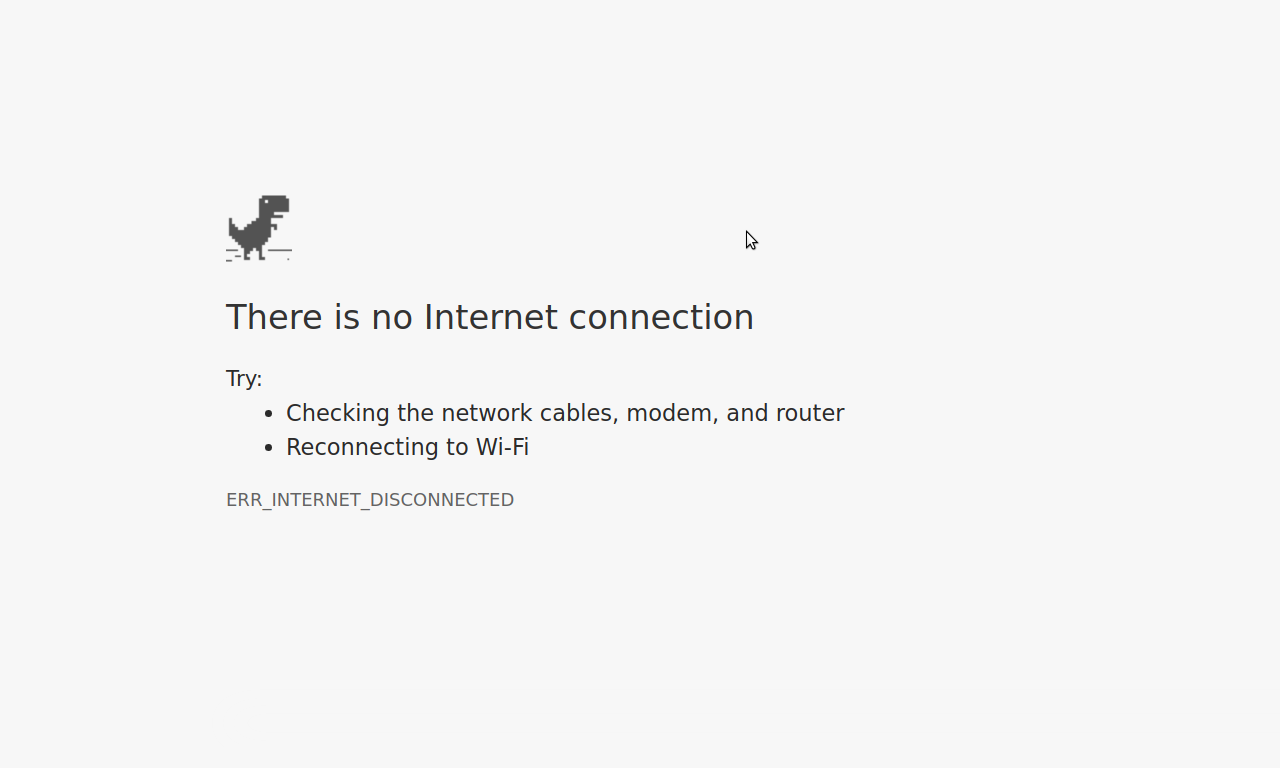 There is no Internet connection
Try:
Checking the network cables, modem, and router
Reconnecting to Wi-Fi
ERR_INTERNET_DISCONNECTED